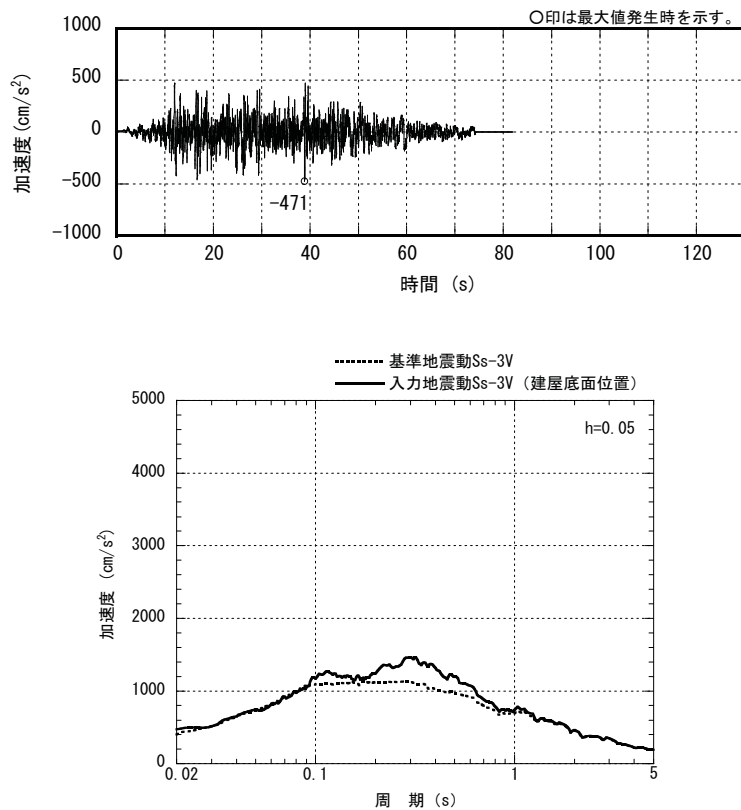 ○印は最大値発生時を示す。
1000
500
0
-500
-1000
加速度(cm/s²)
-471
0 20 40 60 80 100 120
時間 (s)
基準地震動Ss-3V
入力地震動Ss-3V (建屋底面位置)
h=0.05
5000
4000
3000
2000
1000
0
加速度 (cm/s²)
0.02 0.1 1 5
周 期(s)